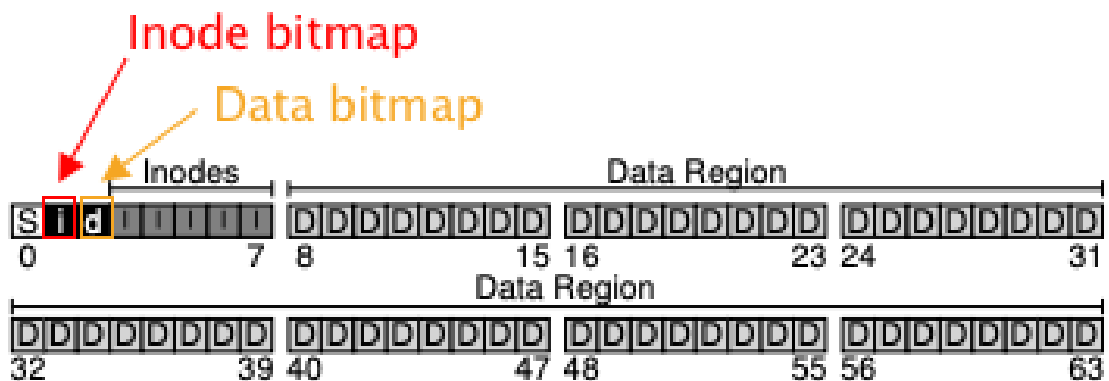 Inode bitmap
Data bitmap
Inodes Data Region
S i d I I I I I D D D D D D D D D D D D D D D D D D D D D D D D
0 7 8 15 16 23 24 31
Data Region
D D D D D D D D D D D D D D D D D D D D D D D D D D D D D D D D
32 39 40 47 48 55 56 63